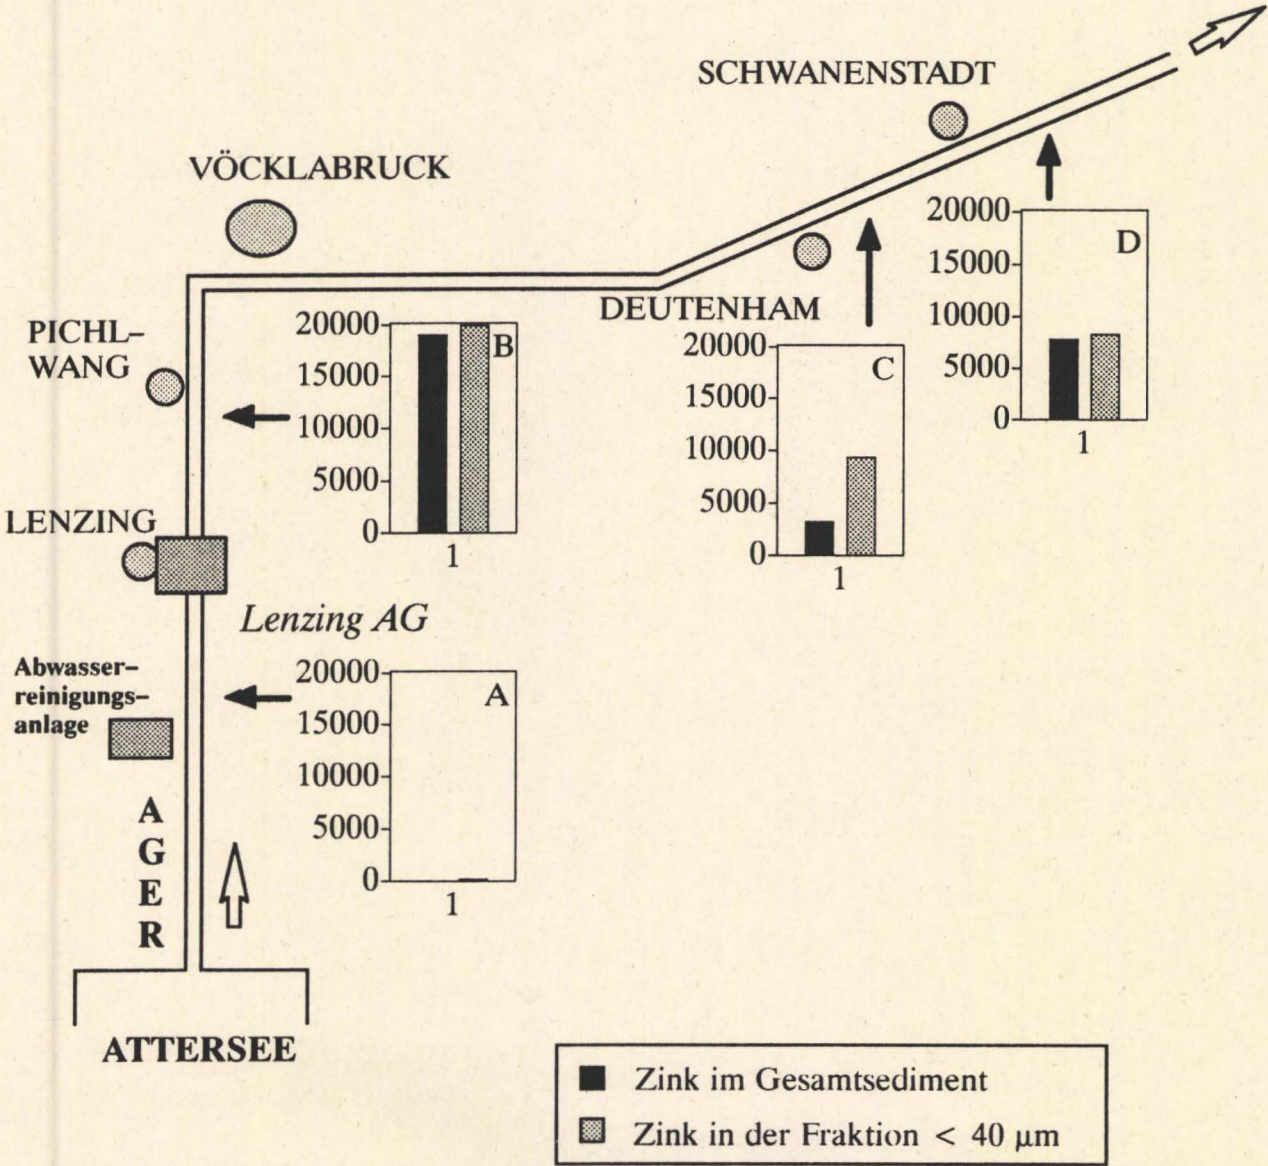 SCHWANENSTADT
VÖCKLABRUCK
20000
15000
10000
5000
0
D
1
DEUTENHAM
20000
15000
10000
5000
0
C
1
PICHL–
WANG
20000
15000
10000
5000
0
B
1
LENZING
Lenzing AG
Abwasser–
reinigungs–
anlage
20000
15000
10000
5000
0
A
1
A
G
E
R
ATTERSEE
Zink im Gesamtsediment
Zink in der Fraktion < 40 µm